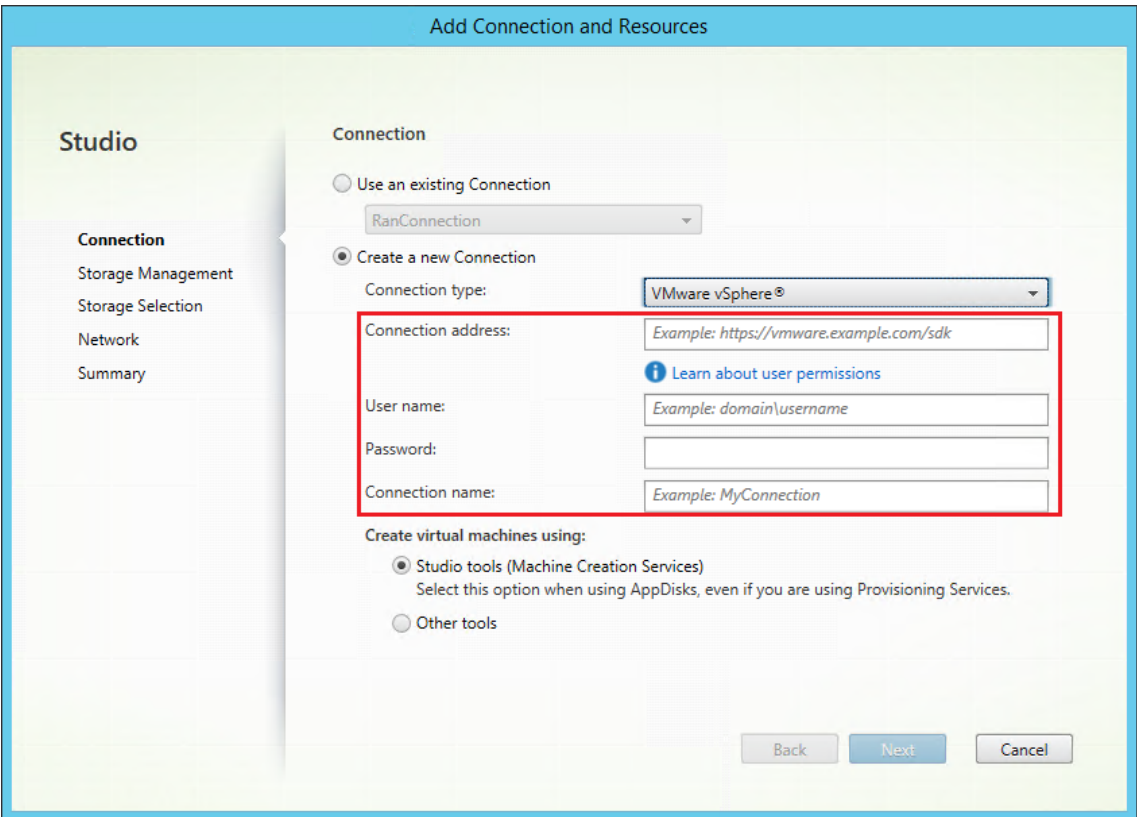 Add Connection and Resources
Studio
Connection
Storage Management
Storage Selection
Network
Summary
Connection
Use an existing Connection
RanConnection
Create a new Connection
Connection type: VMware vSphere®
Connection address: Example: https://vmware.example.com/sdk
Learn about user permissions
User name: Example: domain\username
Password:
Connection name: Example: MyConnection
Create virtual machines using:
Studio tools (Machine Creation Services)
Select this option when using AppDisks, even if you are using Provisioning Services.
Other tools
Back Next Cancel